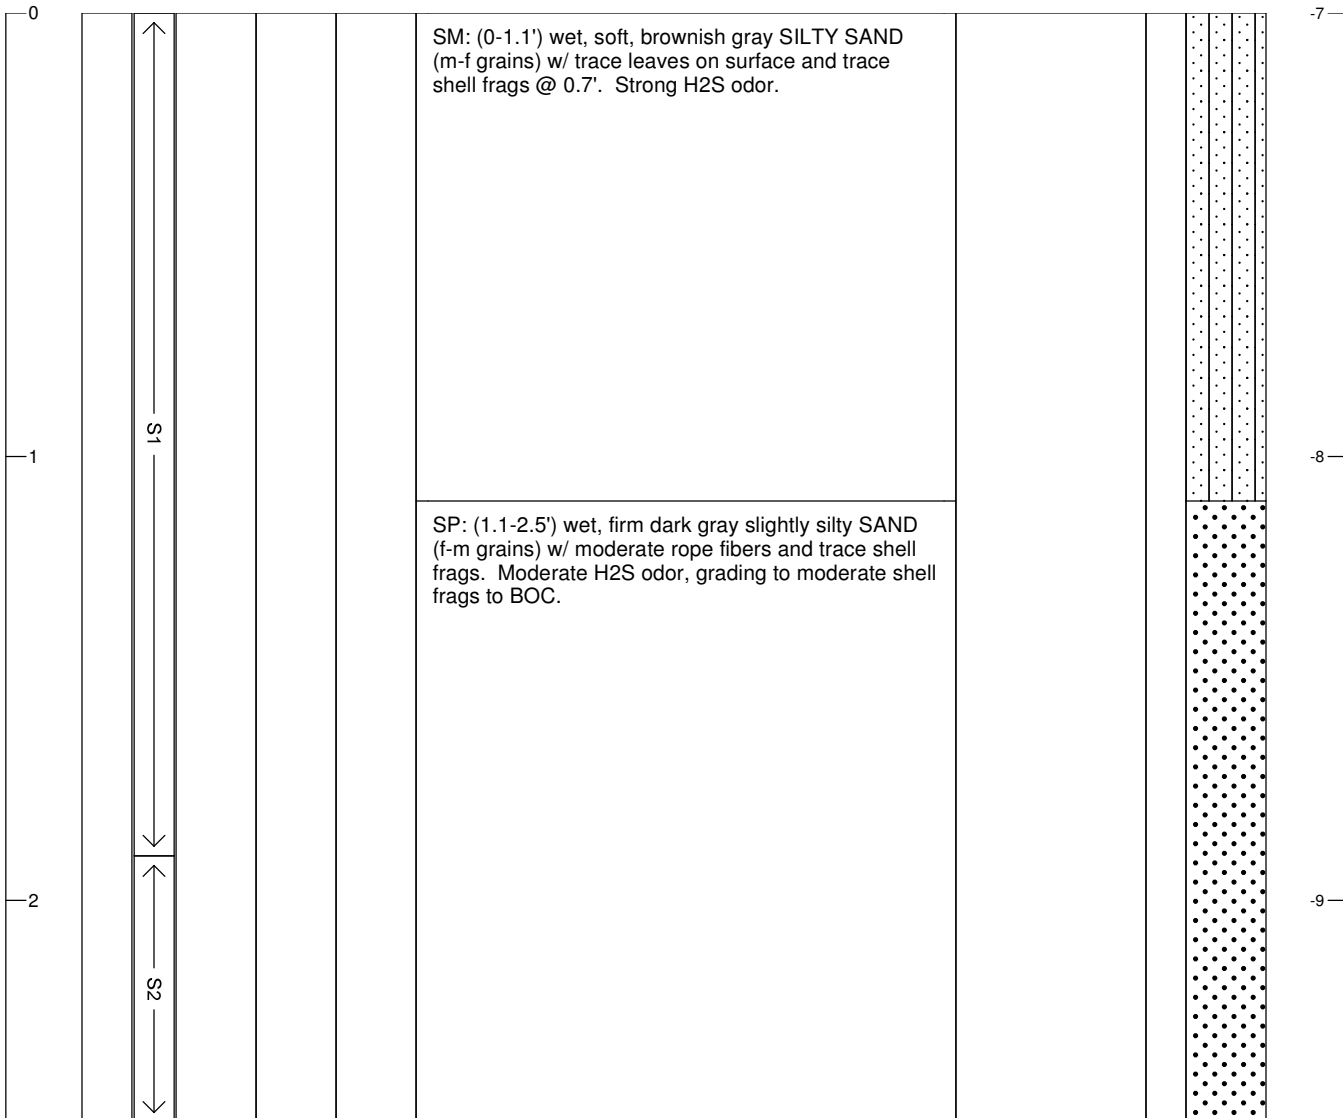 0
-7
SM: (0-1.1') wet, soft, brownish gray SILTY SAND
(m-f grains) w/ trace leaves on surface and trace
shell frags @ 0.7'.  Strong H2S odor.
S1
1
-8
SP: (1.1-2.5') wet, firm dark gray slightly silty SAND
(f-m grains) w/ moderate rope fibers and trace shell
frags.  Moderate H2S odor, grading to moderate shell
frags to BOC.
2
-9
S2